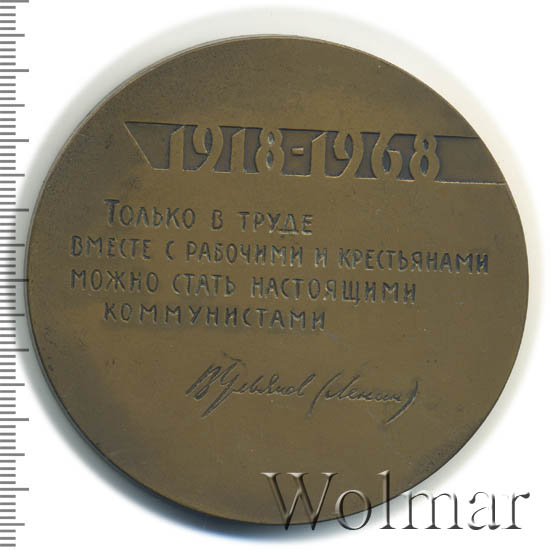 1918-1968
Только в труде
вместе с рабочими и крестьянами
можно стать настоящими
коммунистами
В Ульянов (Ленин)
Wolmar